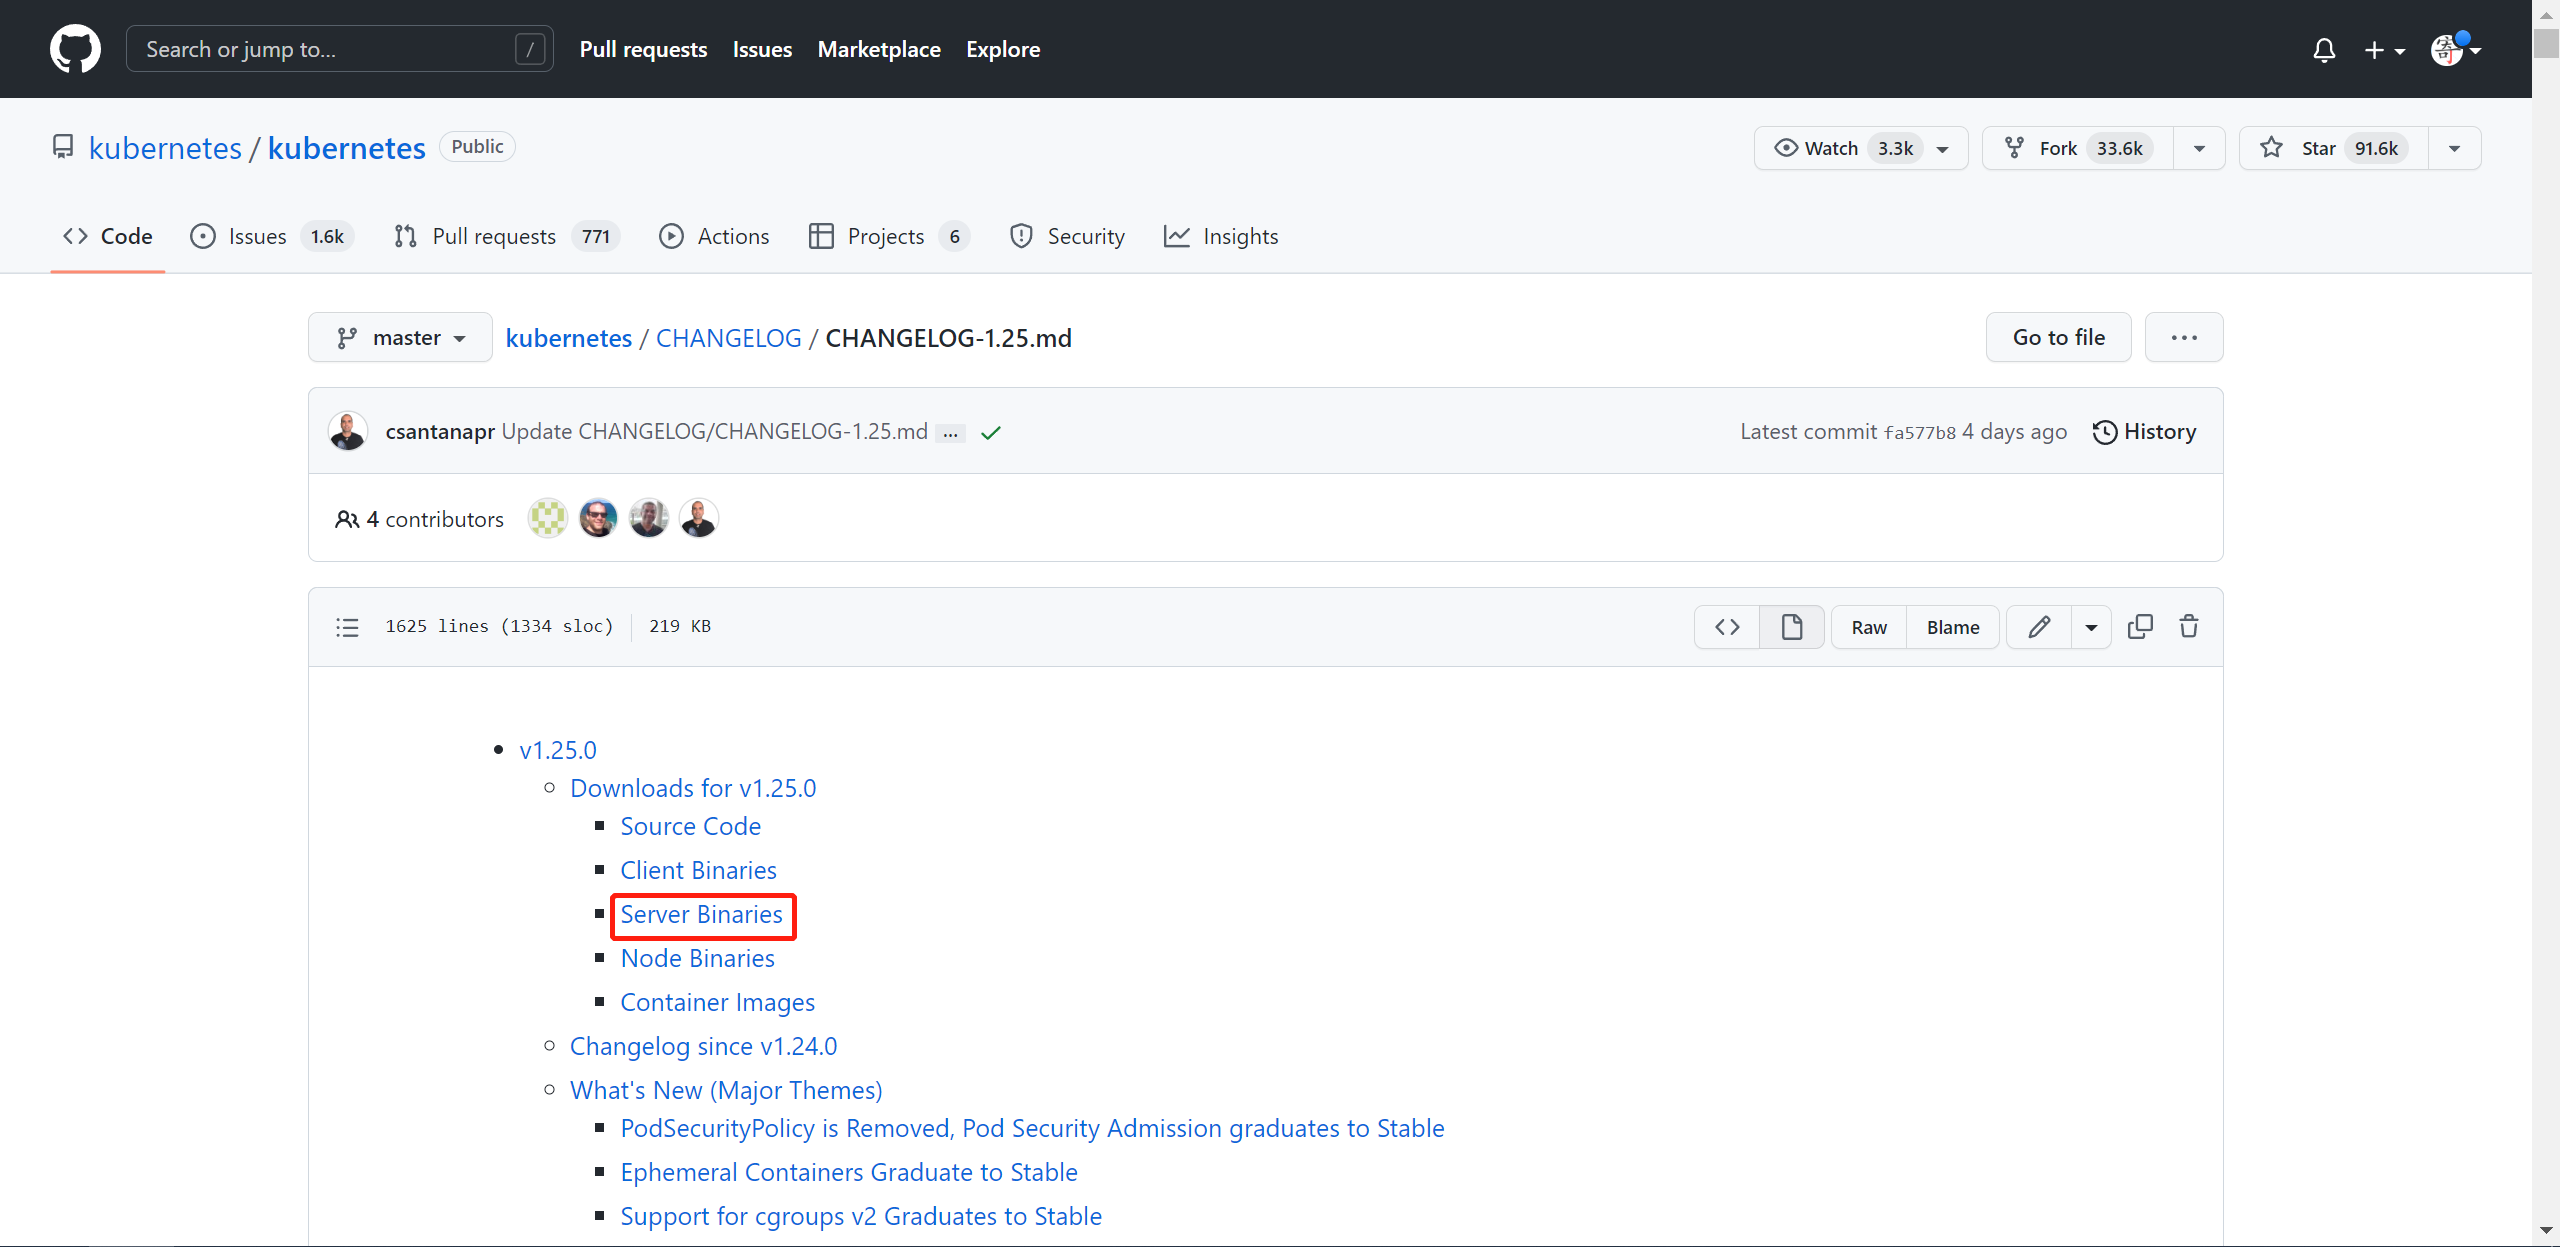 Search or jump to... /
Pull requests Issues Marketplace Explore
kubernetes / kubernetes Public
Watch 3.3k Fork 33.6k Star 91.6k
Code Issues 1.6k Pull requests 771 Actions Projects 6 Security Insights
master kubernetes / CHANGELOG / CHANGELOG-1.25.md Go to file ...
csantanapr Update CHANGELOG/CHANGELOG-1.25.md ... Latest commit fa577b8 4 days ago History
4 contributors
1625 lines (1334 sloc) 219 KB Raw Blame
v1.25.0
Downloads for v1.25.0
Source Code
Client Binaries
Server Binaries
Node Binaries
Container Images
Changelog since v1.24.0
What's New (Major Themes)
PodSecurityPolicy is Removed, Pod Security Admission graduates to Stable
Ephemeral Containers Graduate to Stable
Support for cgroups v2 Graduates to Stable